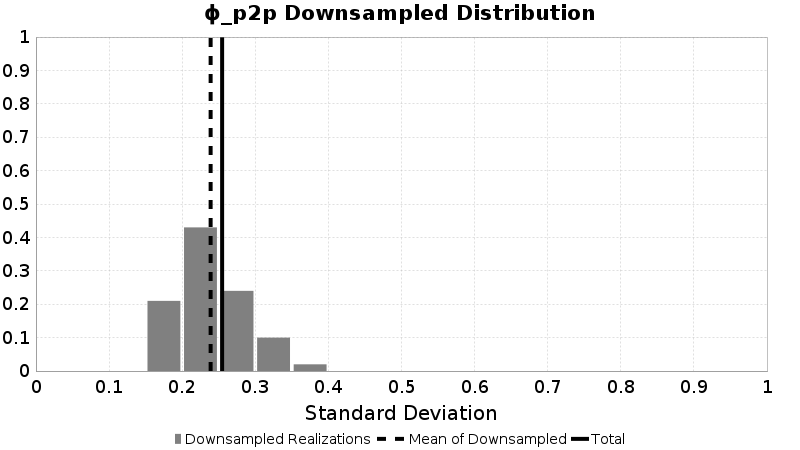 ϕ_p2p Downsampled Distribution
1
0.9
0.8
0.7
0.6
0.5
0.4
0.3
0.2
0.1
0
0 0.1 0.2 0.3 0.4 0.5 0.6 0.7 0.8 0.9 1
Standard Deviation
Downsampled Realizations Mean of Downsampled Total